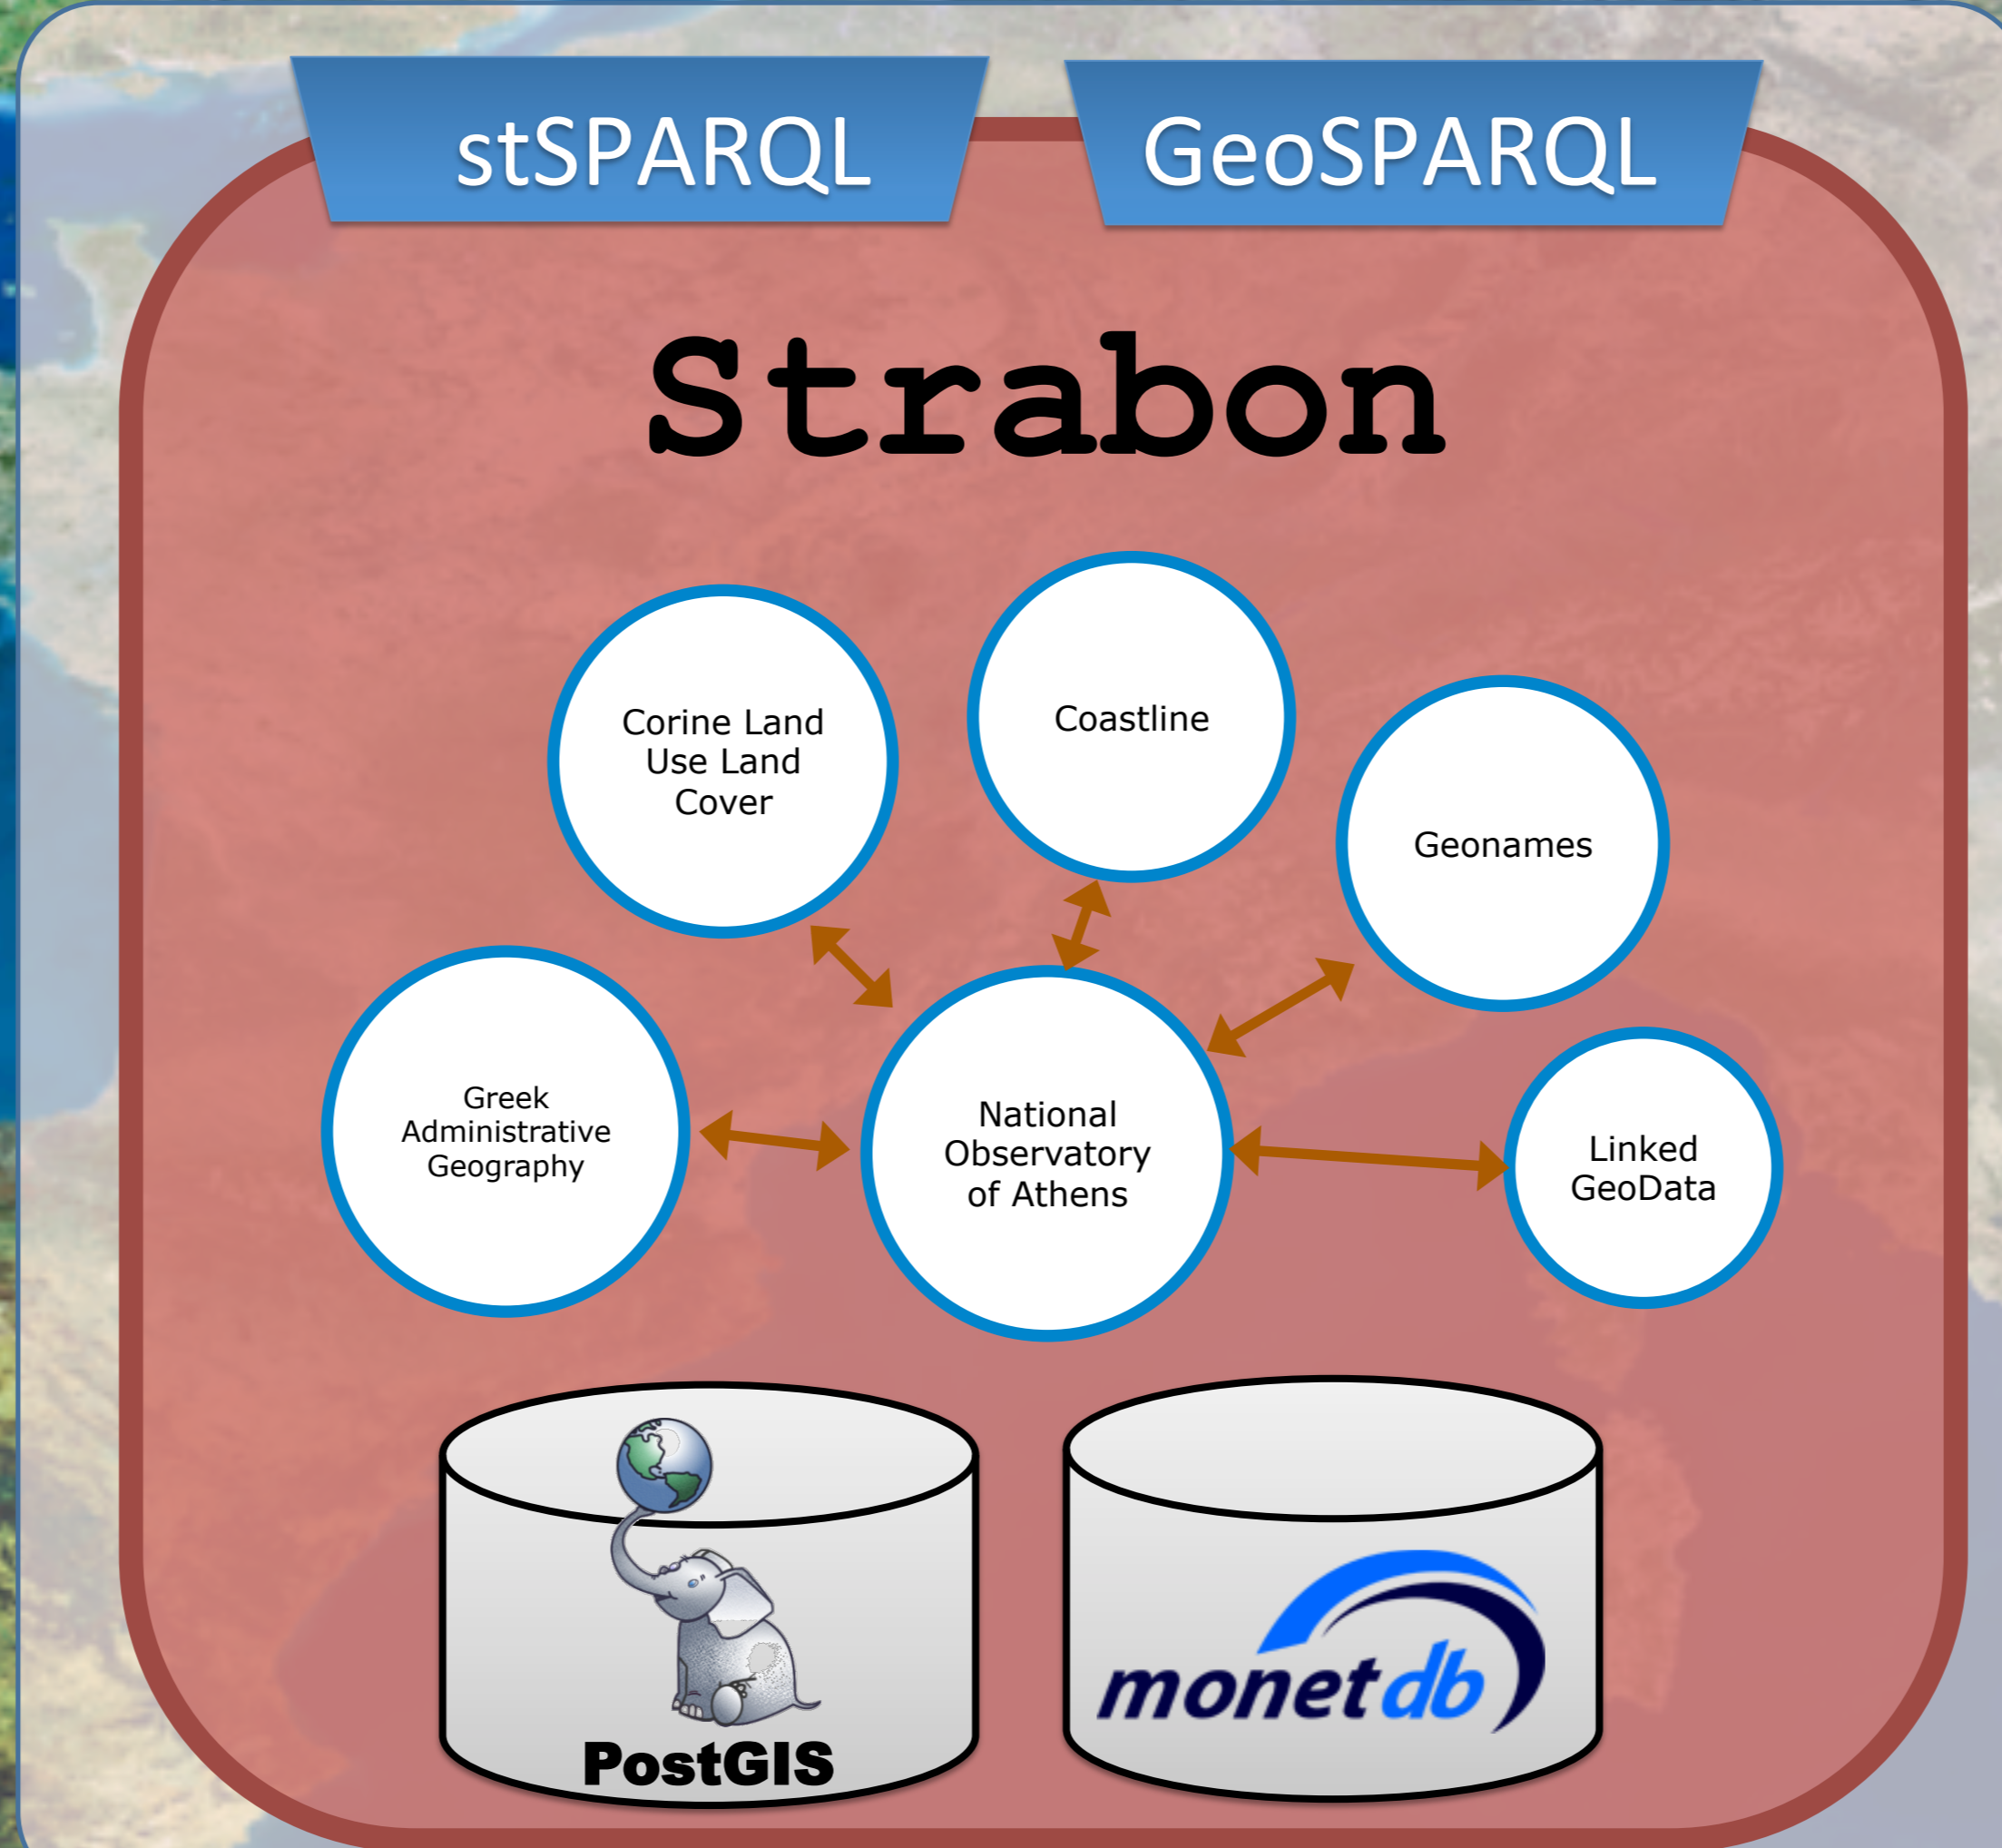 stSPARQL
GeoSPARQL
Strabon
Corine Land
Use Land
Cover
Coastline
Geonames
Greek
Administrative
Geography
National
Observatory
of Athens
Linked
GeoData
PostGIS
monetdb